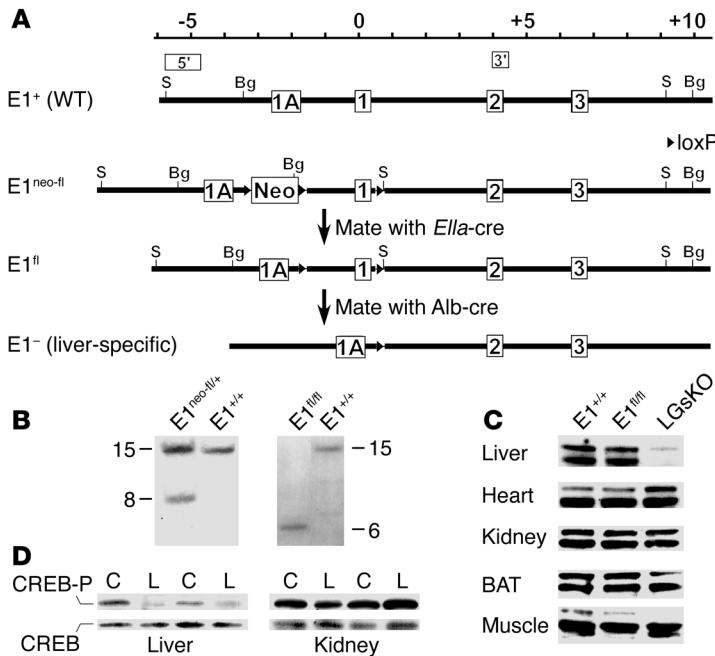 A
-5 0 +5 +10
5' 3'
S Bg S Bg
E1+ (WT) 1A 1 2 3
loxP
S Bg Bg S S Bg
E1neo-fl 1A Neo 1 2 3
Mate with Ella-cre
S Bg S S Bg
E1fl 1A 1 2 3
Mate with Alb-cre
E1− (liver-specific) 1A 2 3
B
E1neo-fl/+ E1+/+ E1fl/fl E1+/+
15 15
8
6
C
E1+/+ E1fl/fl LGsKO
Liver
Heart
Kidney
BAT
Muscle
D
C L C L C L C L
CREB-P
CREB
Liver Kidney